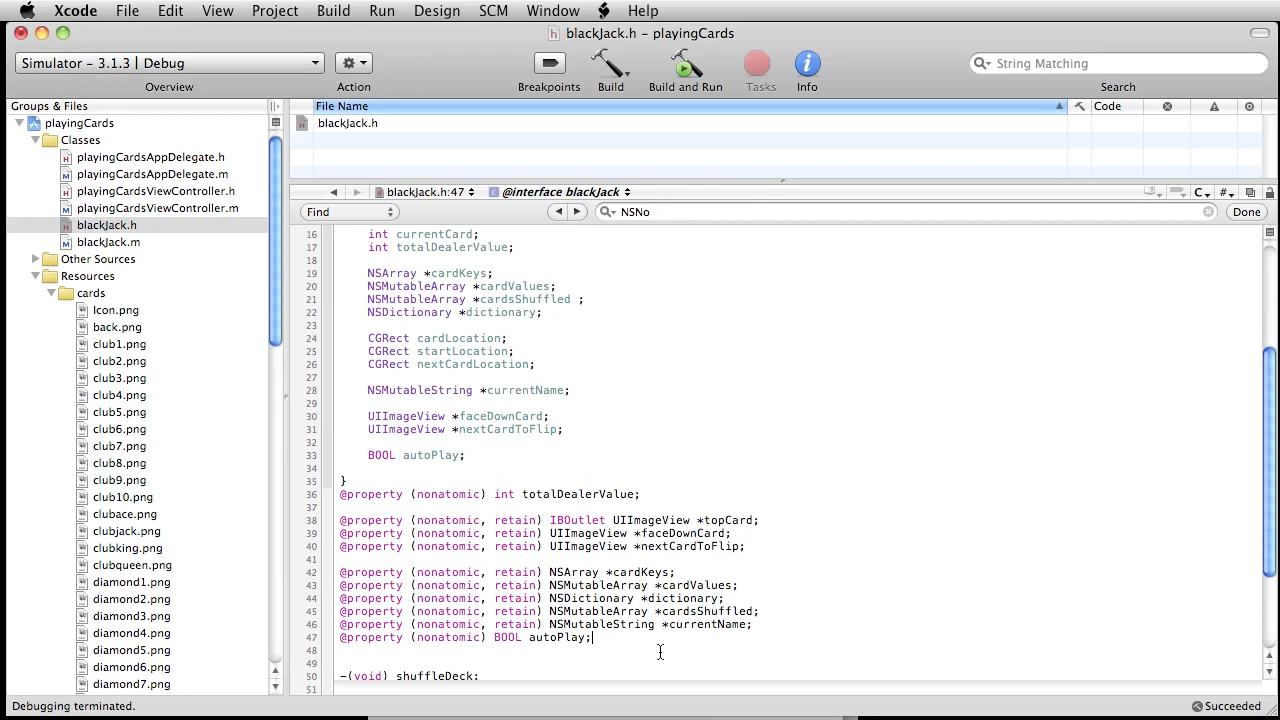 Xcode File Edit View Project Build Run Design SCM Window Help
blackJack.h – playingCards
Simulator – 3.1.3 | Debug
String Matching
Overview Action Breakpoints Build Build and Run Tasks Info Search
Groups & Files
playingCards
Classes
playingCardsAppDelegate.h
playingCardsAppDelegate.m
playingCardsViewController.h
playingCardsViewController.m
blackJack.h
blackJack.m
Other Sources
Resources
cards
Icon.png
back.png
club1.png
club2.png
club3.png
club4.png
club5.png
club6.png
club7.png
club8.png
club9.png
club10.png
clubace.png
clubjack.png
clubking.png
clubqueen.png
diamond1.png
diamond2.png
diamond3.png
diamond4.png
diamond5.png
diamond6.png
diamond7.png
File Name Code
blackJack.h
blackJack.h:47 @interface blackJack C #
Find NSNo Done
16 int currentCard;
17 int totalDealerValue;
18
19 NSArray *cardKeys;
20 NSMutableArray *cardValues;
21 NSMutableArray *cardsShuffled ;
22 NSDictionary *dictionary;
23
24 CGRect cardLocation;
25 CGRect startLocation;
26 CGRect nextCardLocation;
27
28 NSMutableString *currentName;
29
30 UIImageView *faceDownCard;
31 UIImageView *nextCardToFlip;
32
33 BOOL autoPlay;
34
35 }
36 @property (nonatomic) int totalDealerValue;
37
38 @property (nonatomic, retain) IBOutlet UIImageView *topCard;
39 @property (nonatomic, retain) UIImageView *faceDownCard;
40 @property (nonatomic, retain) UIImageView *nextCardToFlip;
41
42 @property (nonatomic, retain) NSArray *cardKeys;
43 @property (nonatomic, retain) NSMutableArray *cardValues;
44 @property (nonatomic, retain) NSDictionary *dictionary;
45 @property (nonatomic, retain) NSMutableArray *cardsShuffled;
46 @property (nonatomic, retain) NSMutableString *currentName;
47 @property (nonatomic) BOOL autoPlay;
48
49
50 -(void) shuffleDeck;
51
Debugging terminated. Succeeded